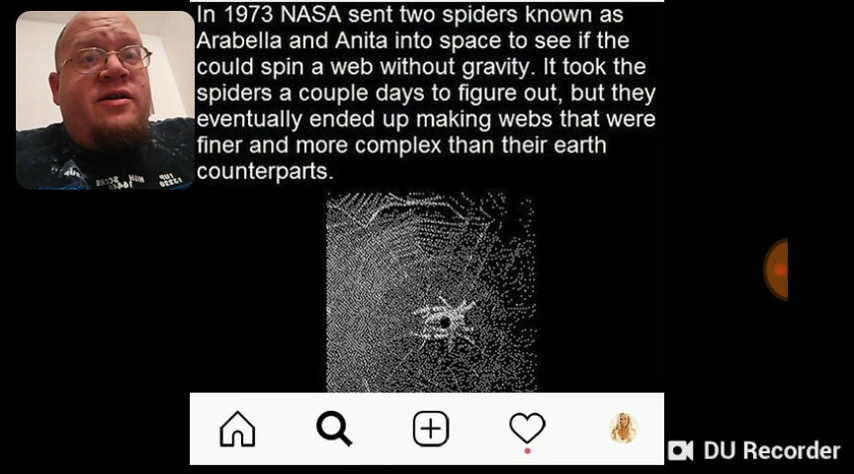 In 1973 NASA sent two spiders known as
Arabella and Anita into space to see if the
could spin a web without gravity. It took the
spiders a couple days to figure out, but they
eventually ended up making webs that were
finer and more complex than their earth
counterparts.
DU Recorder